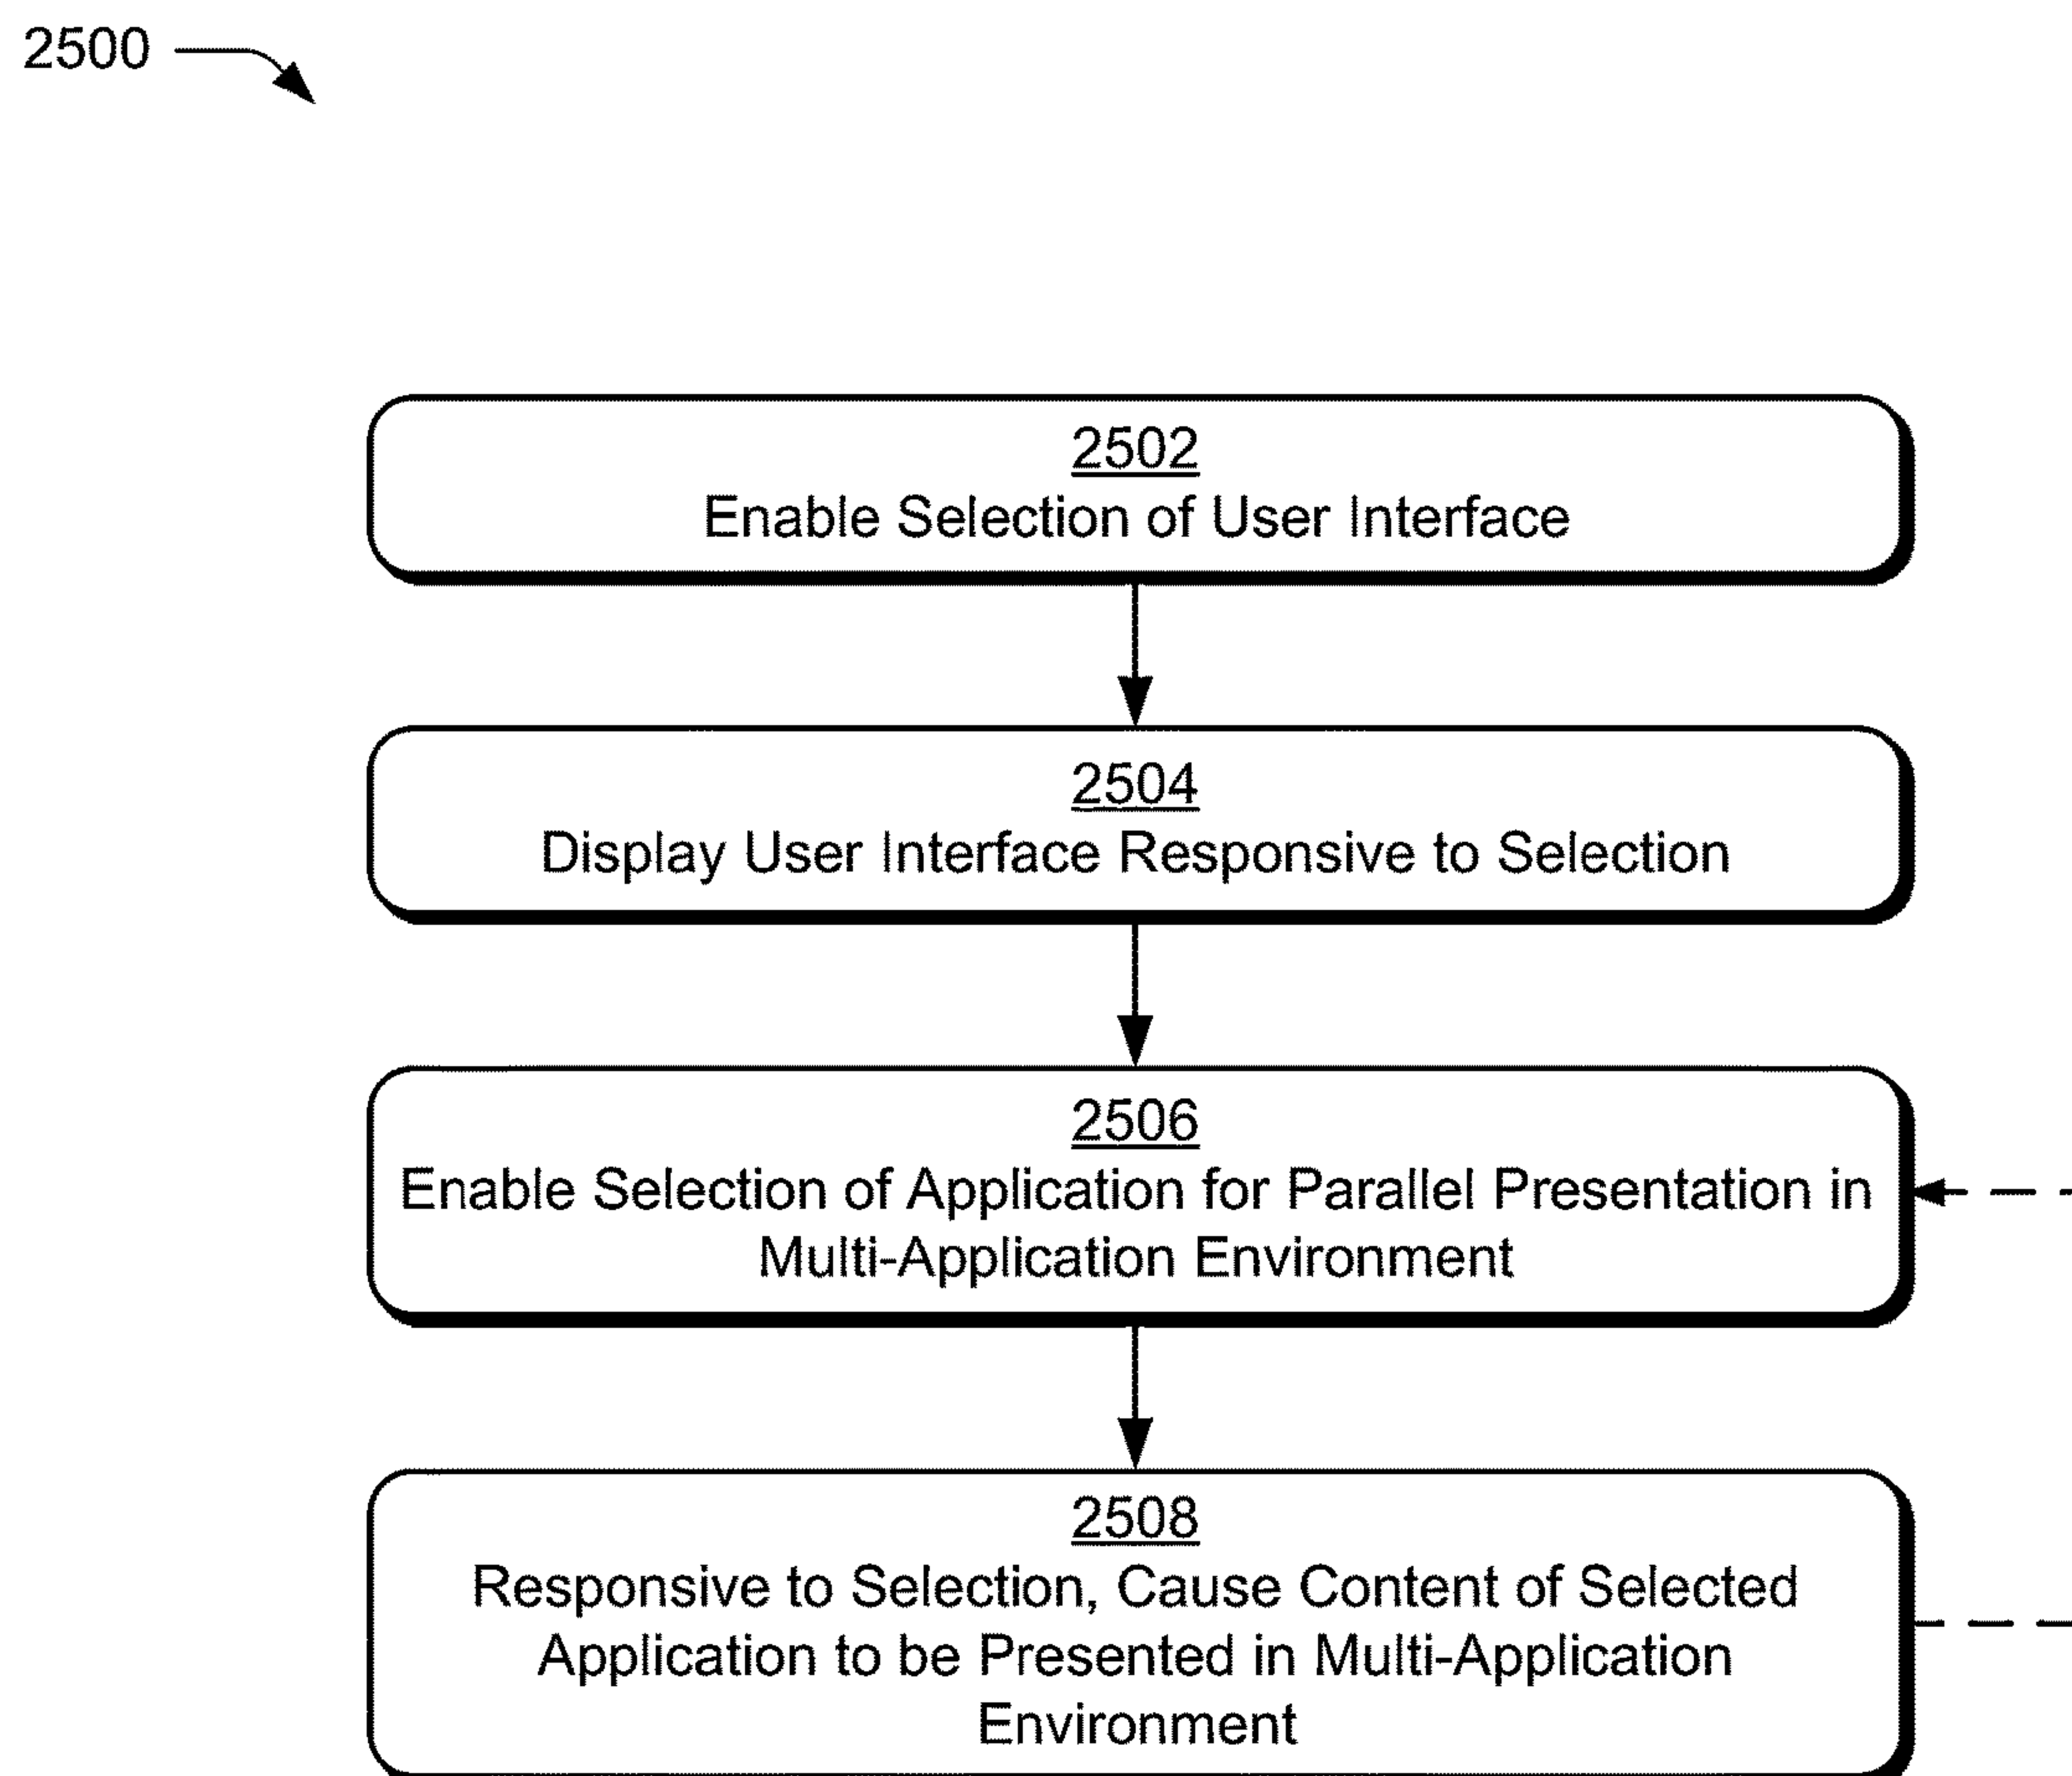 2500
2502
Enable Selection of User Interface
2504
Display User Interface Responsive to Selection
2506
Enable Selection of Application for Parallel Presentation in
Multi-Application Environment
2508
Responsive to Selection, Cause Content of Selected
Application to be Presented in Multi-Application
Environment